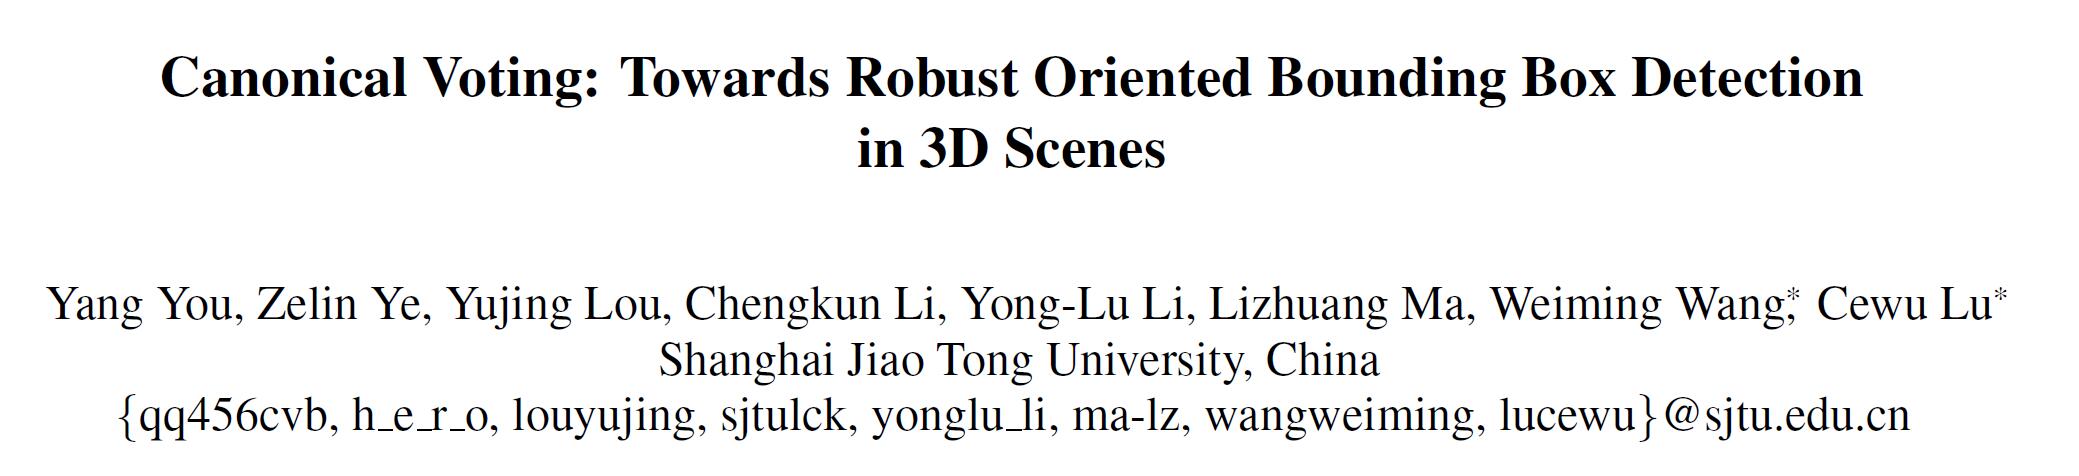 Canonical Voting: Towards Robust Oriented Bounding Box Detection
in 3D Scenes
Yang You, Zelin Ye, Yujing Lou, Chengkun Li, Yong-Lu Li, Lizhuang Ma, Weiming Wang,* Cewu Lu*
Shanghai Jiao Tong University, China
{qq456cvb, h_e_r_o, louyujing, sjtulck, yonglu_li, ma-lz, wangweiming, lucewu}@sjtu.edu.cn